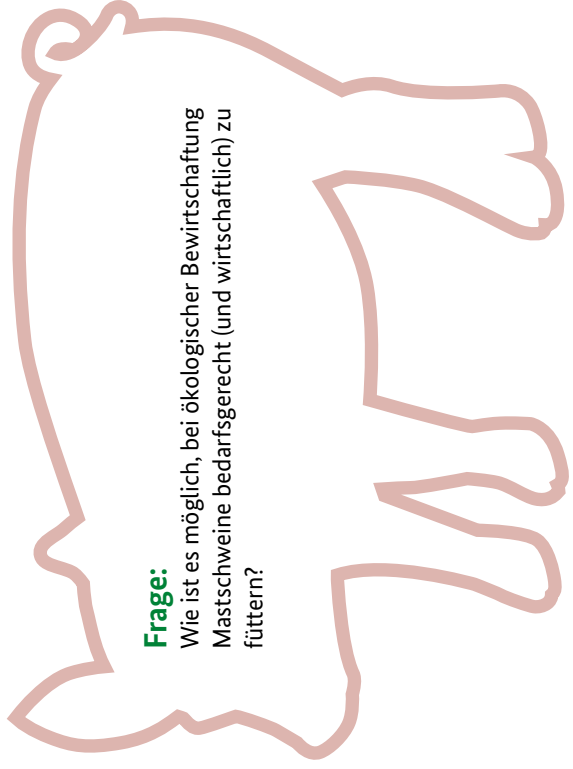 Frage:
Wie ist es möglich, bei ökologischer Bewirtschaftung
Mastschweine bedarfsgerecht (und wirtschaftlich) zu
füttern?